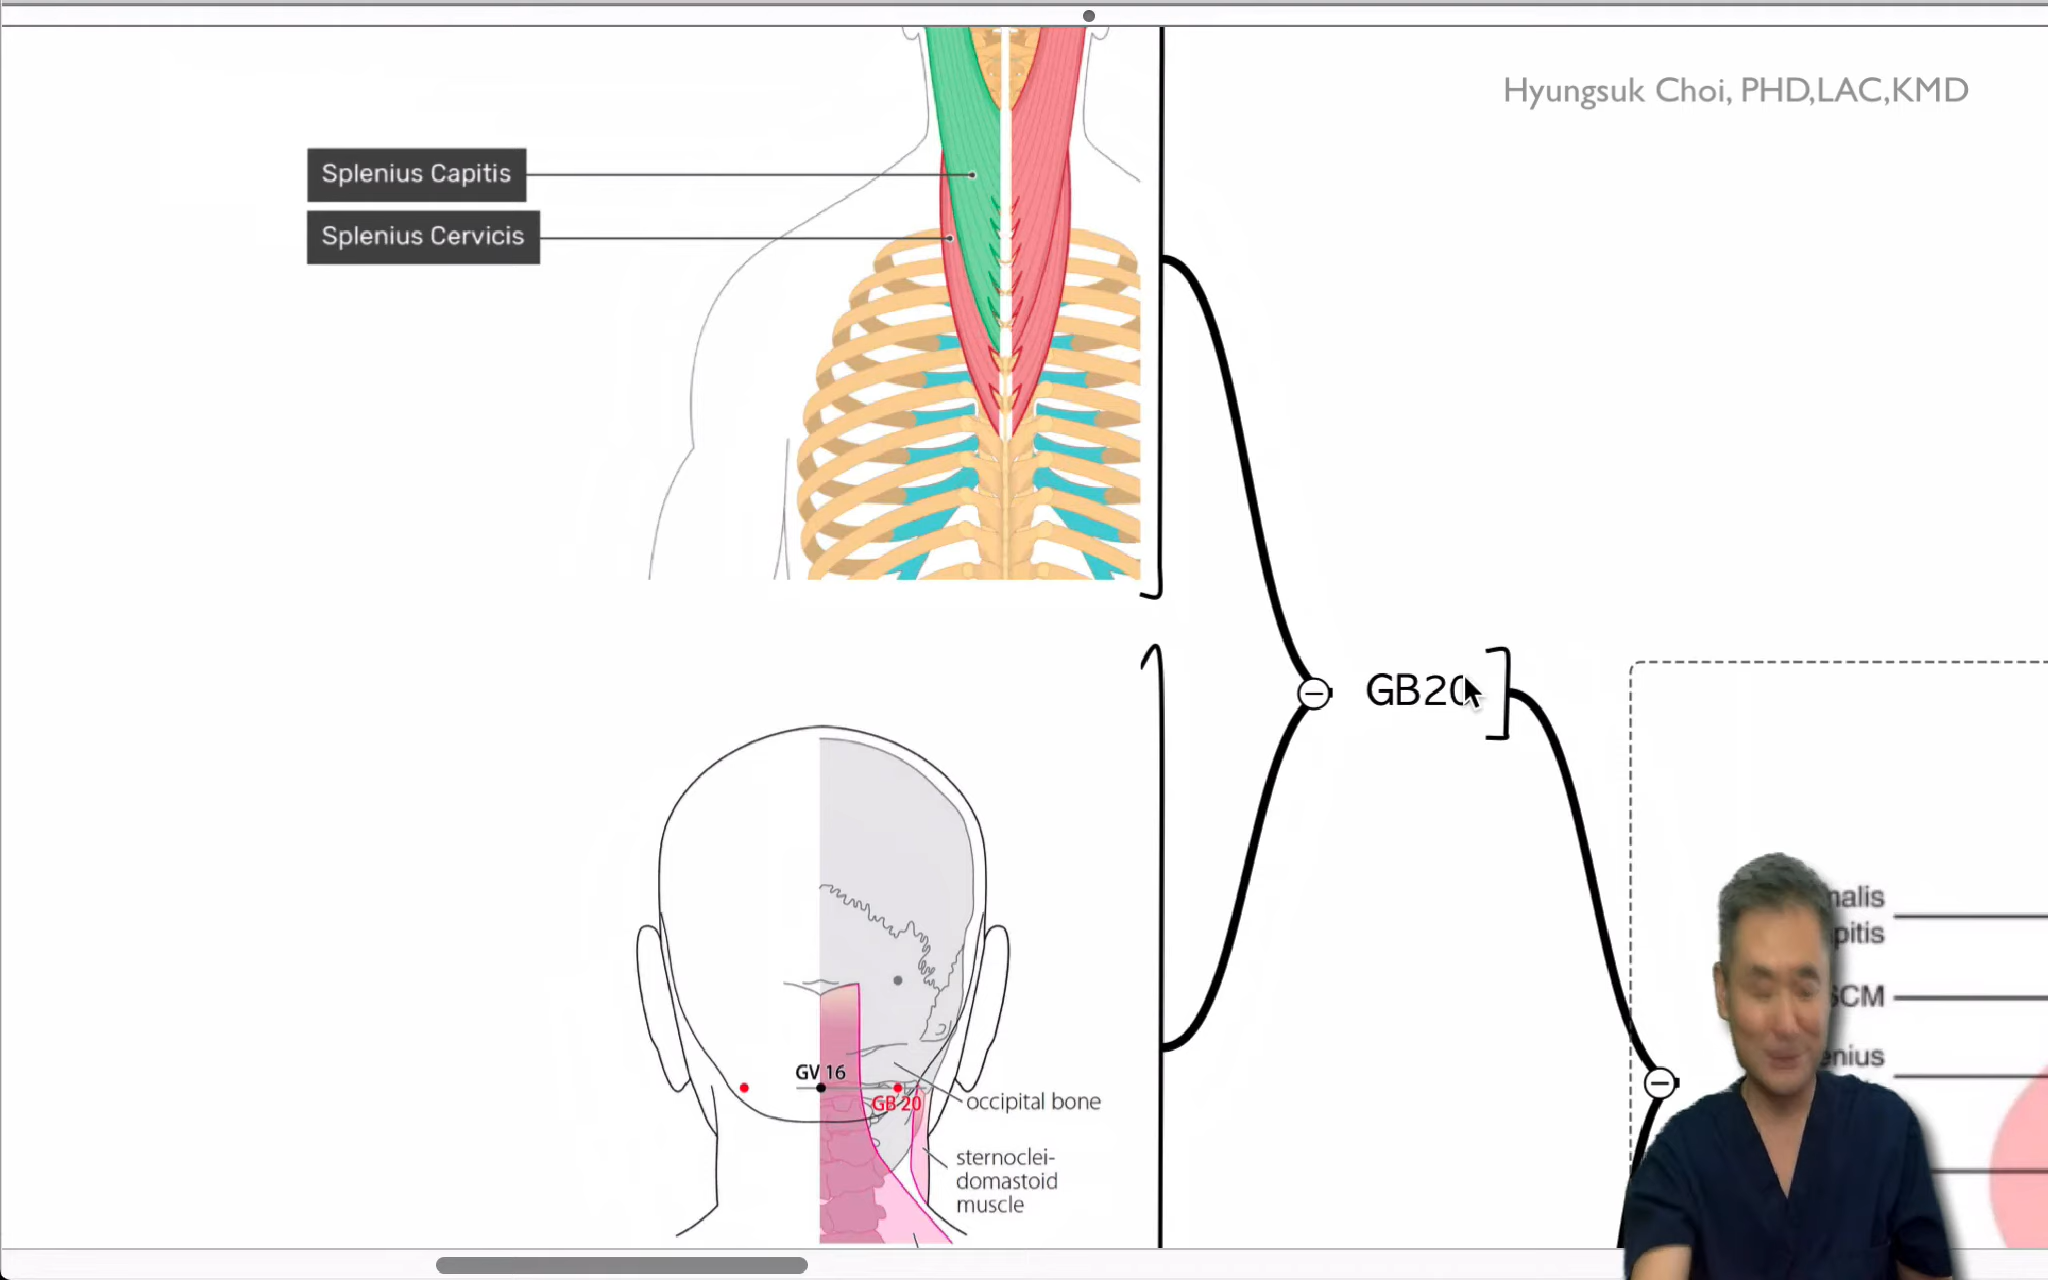 Hyungsuk Choi, PHD,LAC,KMD
Splenius Capitis
Splenius Cervicis
GB20
GV 16
GB 20
occipital bone
sternoclei-
domastoid
muscle
SCM